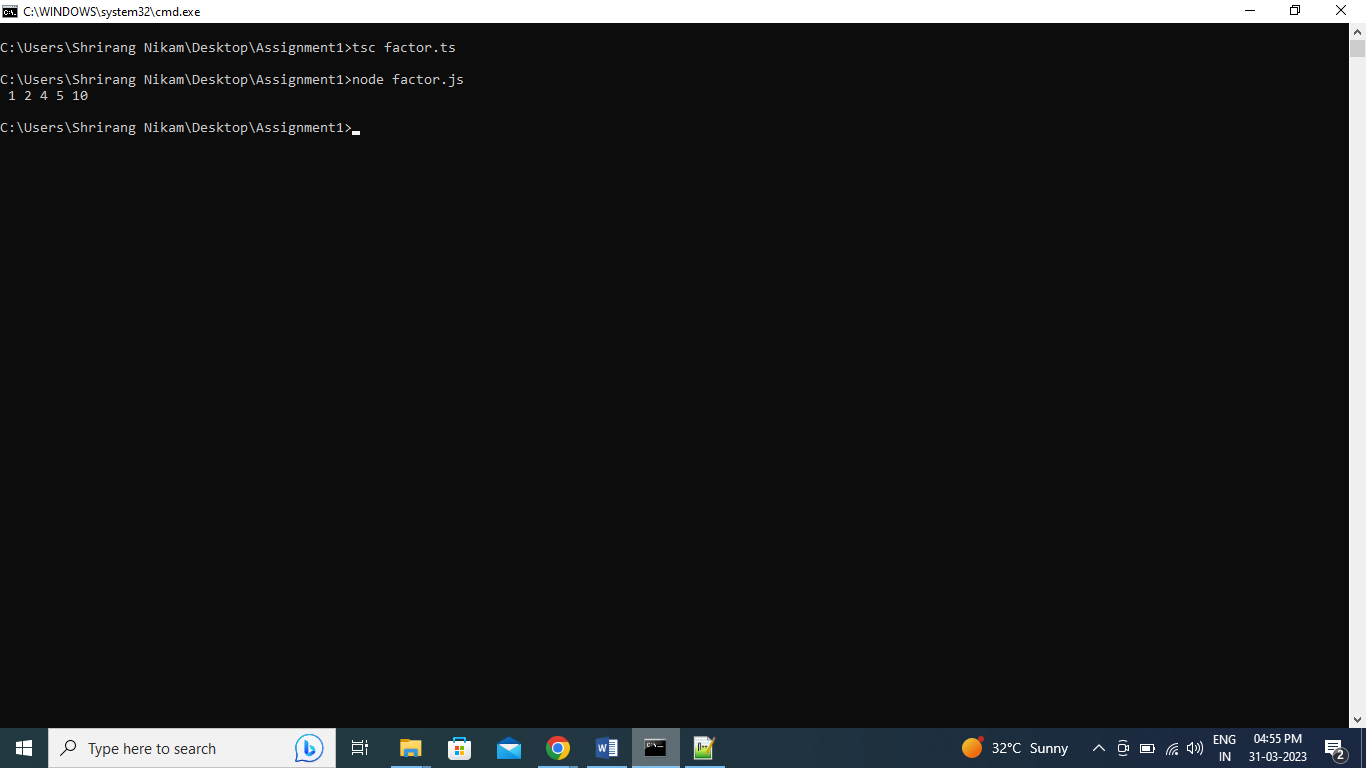 C:\WINDOWS\system32\cmd.exe
C:\Users\Shrirang Nikam\Desktop\Assignment1>tsc factor.ts
C:\Users\Shrirang Nikam\Desktop\Assignment1>node factor.js
1 2 4 5 10
C:\Users\Shrirang Nikam\Desktop\Assignment1>
Type here to search
32°C Sunny
ENG
IN
04:55 PM
31-03-2023
2